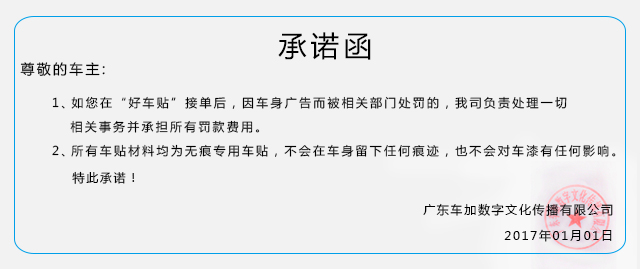 承诺函
尊敬的车主:
1、如您在“好车贴”接单后，因车身广告而被相关部门处罚的，我司负责处理一切
相关事务并承担所有罚款费用。
2、所有车贴材料均为无痕专用车贴，不会在车身留下任何痕迹，也不会对车漆有任何影响。
特此承诺！
广东车加数字文化传播有限公司
2017年01月01日